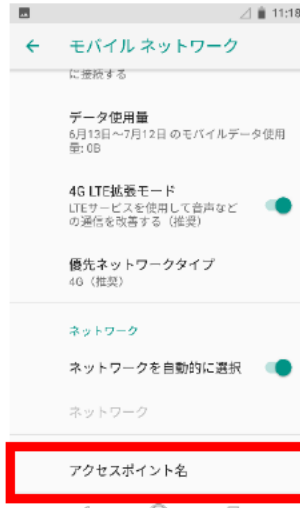 11:18
モバイル ネットワーク
に接続する
データ使用量
6月13日～7月12日 のモバイルデータ使用
量: 0B
4G LTE拡張モード
LTEサービスを使用して音声など
の通信を改善する（推奨）
優先ネットワークタイプ
4G（推奨）
ネットワーク
ネットワークを自動的に選択
ネットワーク
アクセスポイント名